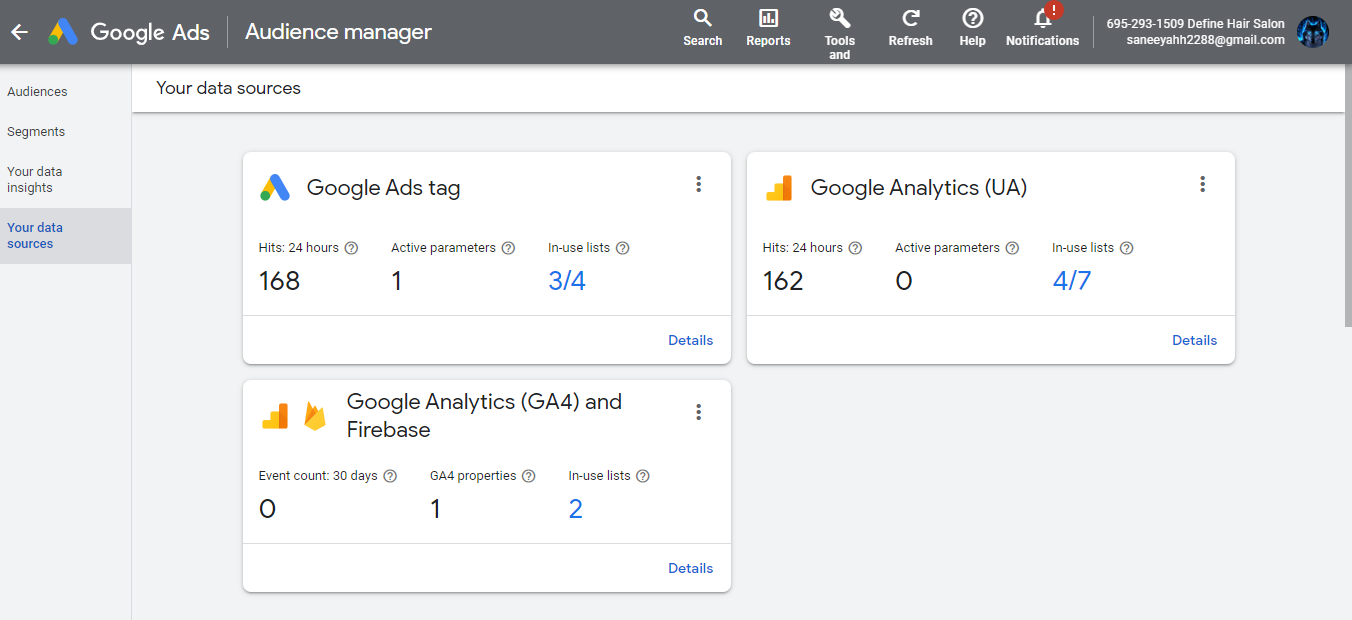 Google Ads
Audience manager
Search
Reports
Tools
and
Refresh
Help
!
Notifications
695-293-1509 Define Hair Salon
saneeyahh2288@gmail.com
Audiences
Segments
Your data
insights
Your data
sources
Your data sources
Google Ads tag
Hits: 24 hours ? Active parameters ? In-use lists ?
168 1 3/4
Details
Google Analytics (UA)
Hits: 24 hours ? Active parameters ? In-use lists ?
162 0 4/7
Details
Google Analytics (GA4) and
Firebase
Event count: 30 days ? GA4 properties ? In-use lists ?
0 1 2
Details